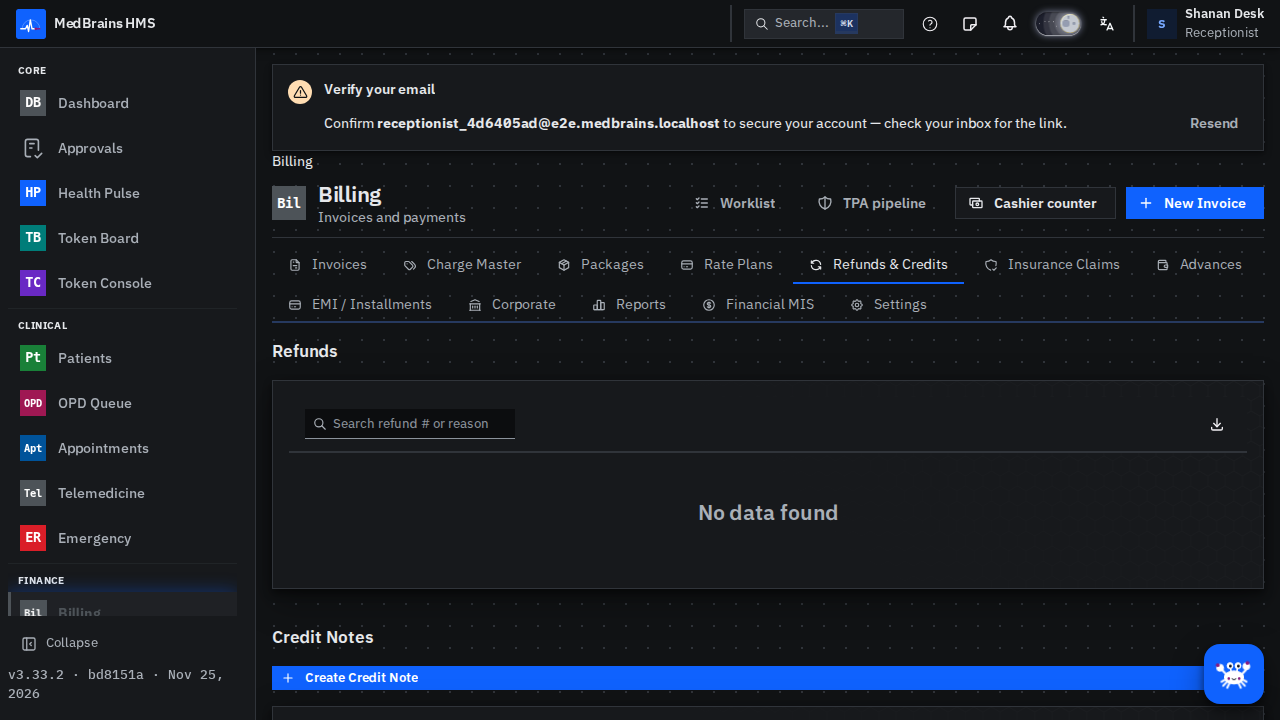 MedBrains HMS
Search...
⌘K
S
Shanan Desk
Receptionist
CORE
DB Dashboard
Approvals
HP Health Pulse
TB Token Board
TC Token Console
CLINICAL
Pt Patients
OPD OPD Queue
Apt Appointments
Tel Telemedicine
ER Emergency
FINANCE
Bil Billing
Collapse
v3.33.2 · bd8151a · Nov 25,
2026
Verify your email
Confirm receptionist_4d6405ad@e2e.medbrains.localhost to secure your account — check your inbox for the link.
Resend
Billing
Bil
Billing
Invoices and payments
Worklist
TPA pipeline
Cashier counter
New Invoice
Invoices
Charge Master
Packages
Rate Plans
Refunds & Credits
Insurance Claims
Advances
EMI / Installments
Corporate
Reports
Financial MIS
Settings
Refunds
Search refund # or reason
No data found
Credit Notes
Create Credit Note